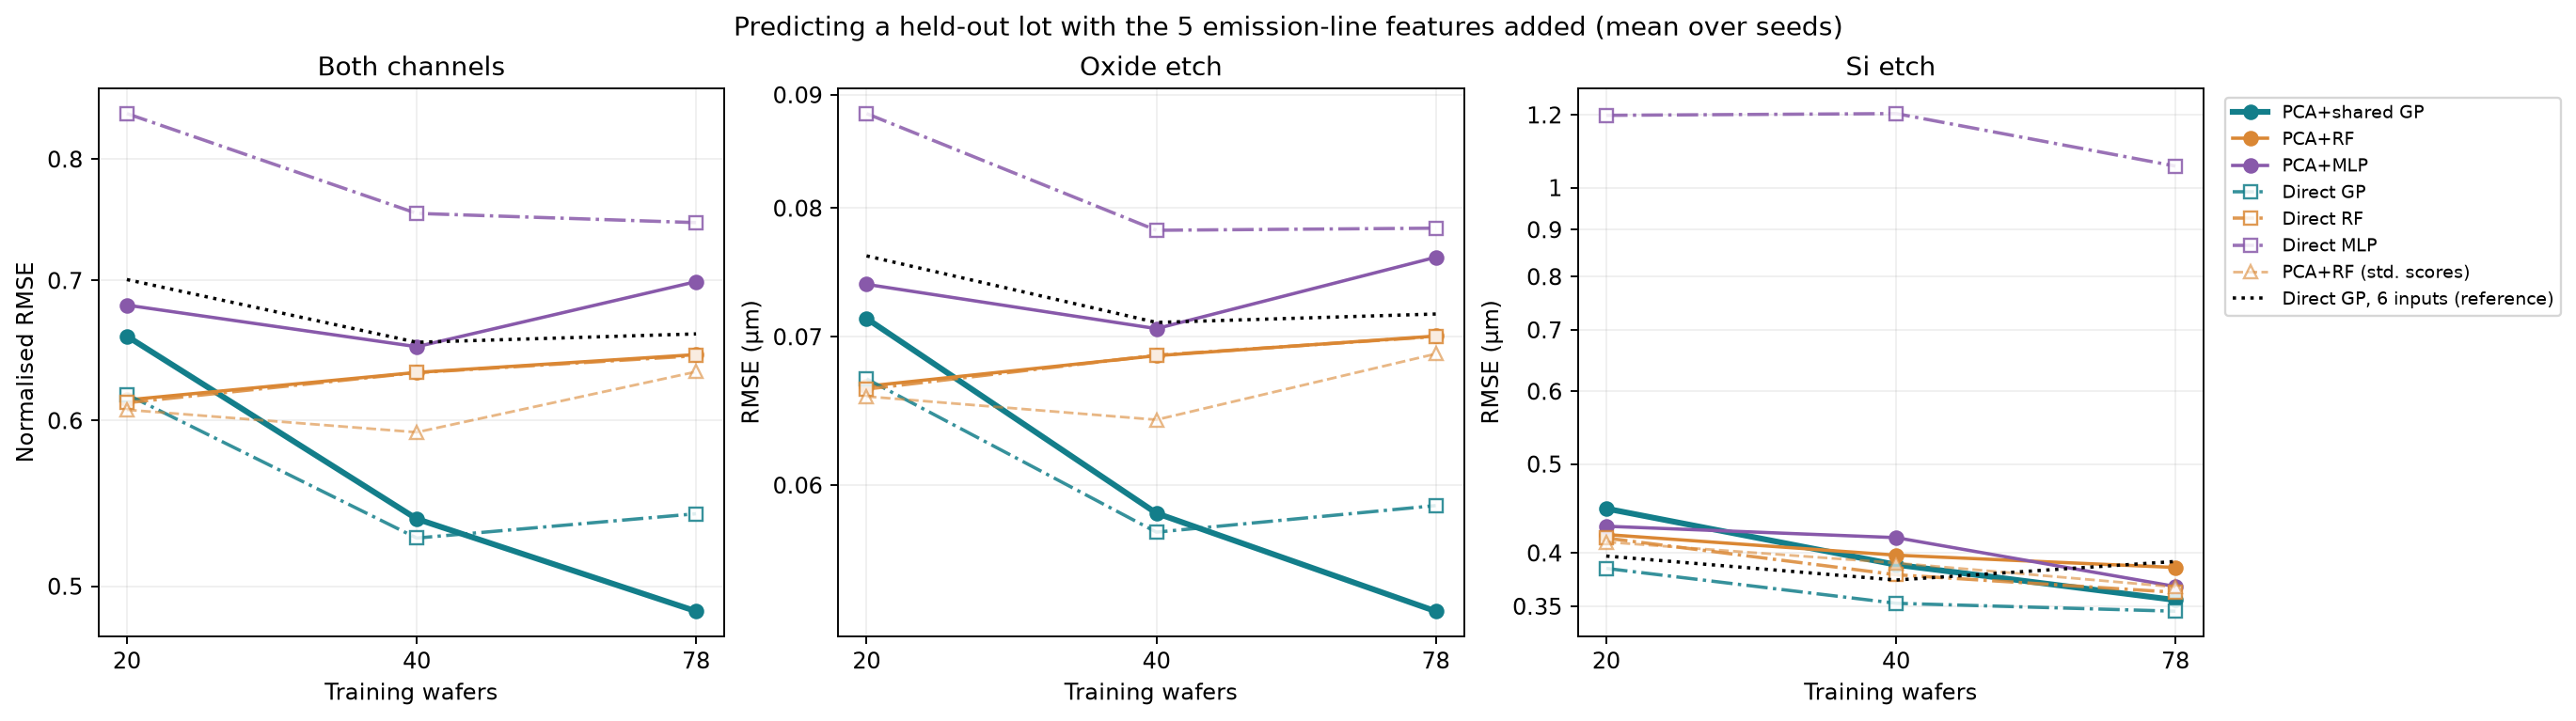 Predicting a held-out lot with the 5 emission-line features added (mean over seeds)
Both channels
Normalised RMSE
0.8
0.7
0.6
0.5
20 40 78
Training wafers
Oxide etch
RMSE (µm)
0.09
0.08
0.07
0.06
20 40 78
Training wafers
Si etch
RMSE (µm)
1.2
1
0.9
0.8
0.7
0.6
0.5
0.4
0.35
20 40 78
Training wafers
PCA+shared GP
PCA+RF
PCA+MLP
Direct GP
Direct RF
Direct MLP
PCA+RF (std. scores)
Direct GP, 6 inputs (reference)